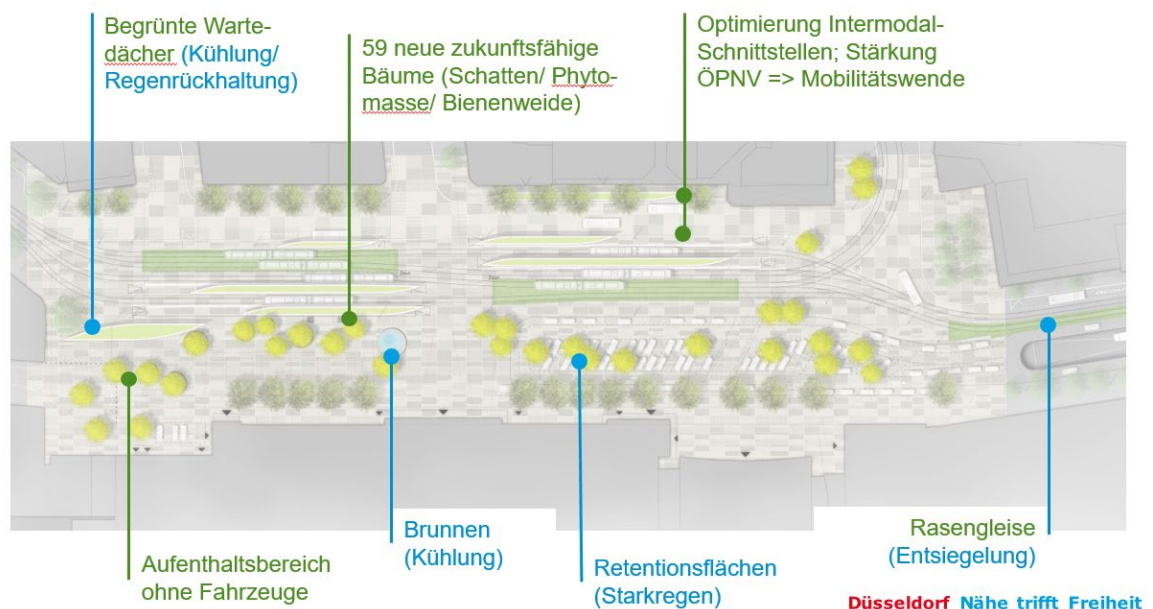 Begrünte Warte-
dächer (Kühlung/
Regenrückhaltung)
59 neue zukunftsfähige
Bäume (Schatten/ Phyto-
masse/ Bienenweide)
Optimierung Intermodal-
Schnittstellen; Stärkung
ÖPNV => Mobilitätswende
Aufenthaltsbereich
ohne Fahrzeuge
Brunnen
(Kühlung)
Retentionsflächen
(Starkregen)
Rasengleise
(Entsiegelung)
Düsseldorf Nähe trifft Freiheit